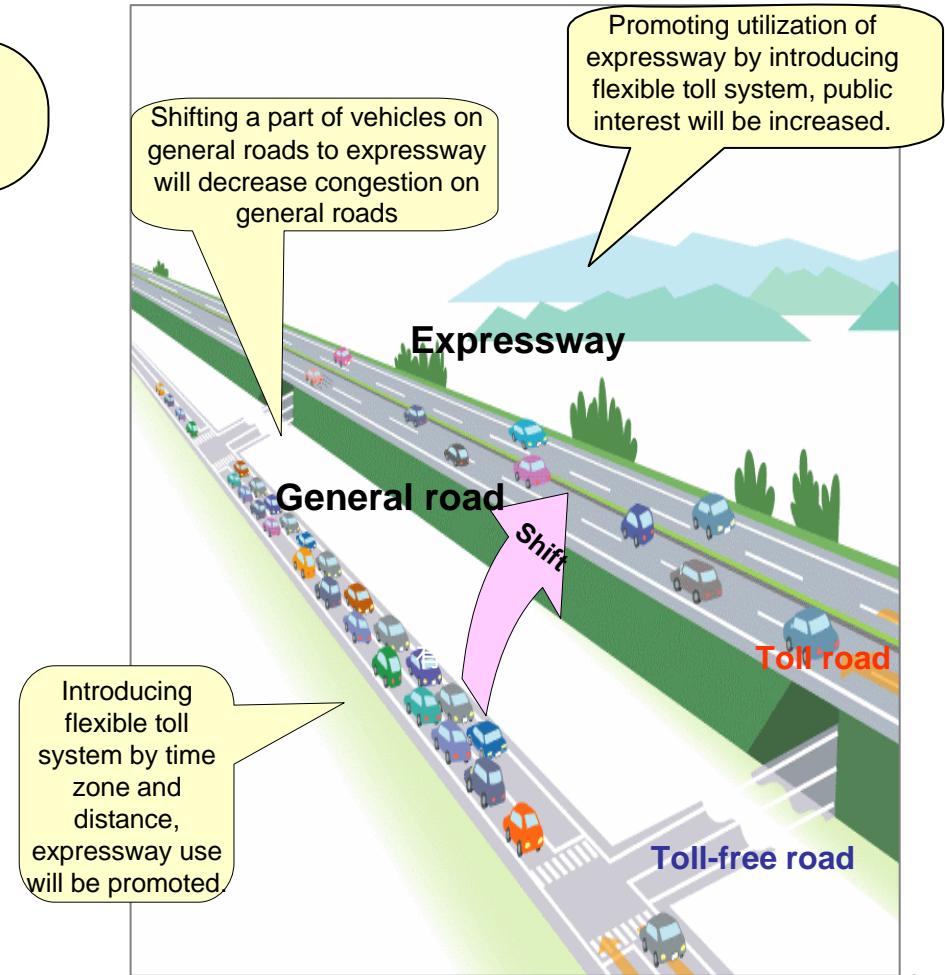 Promoting utilization of
expressway by introducing
flexible toll system, public
interest will be increased.
Shifting a part of vehicles on
general roads to expressway
will decrease congestion on
general roads
Expressway
General road
Shift
Toll road
Introducing
flexible toll
system by time
zone and
distance,
expressway use
will be promoted.
Toll-free road